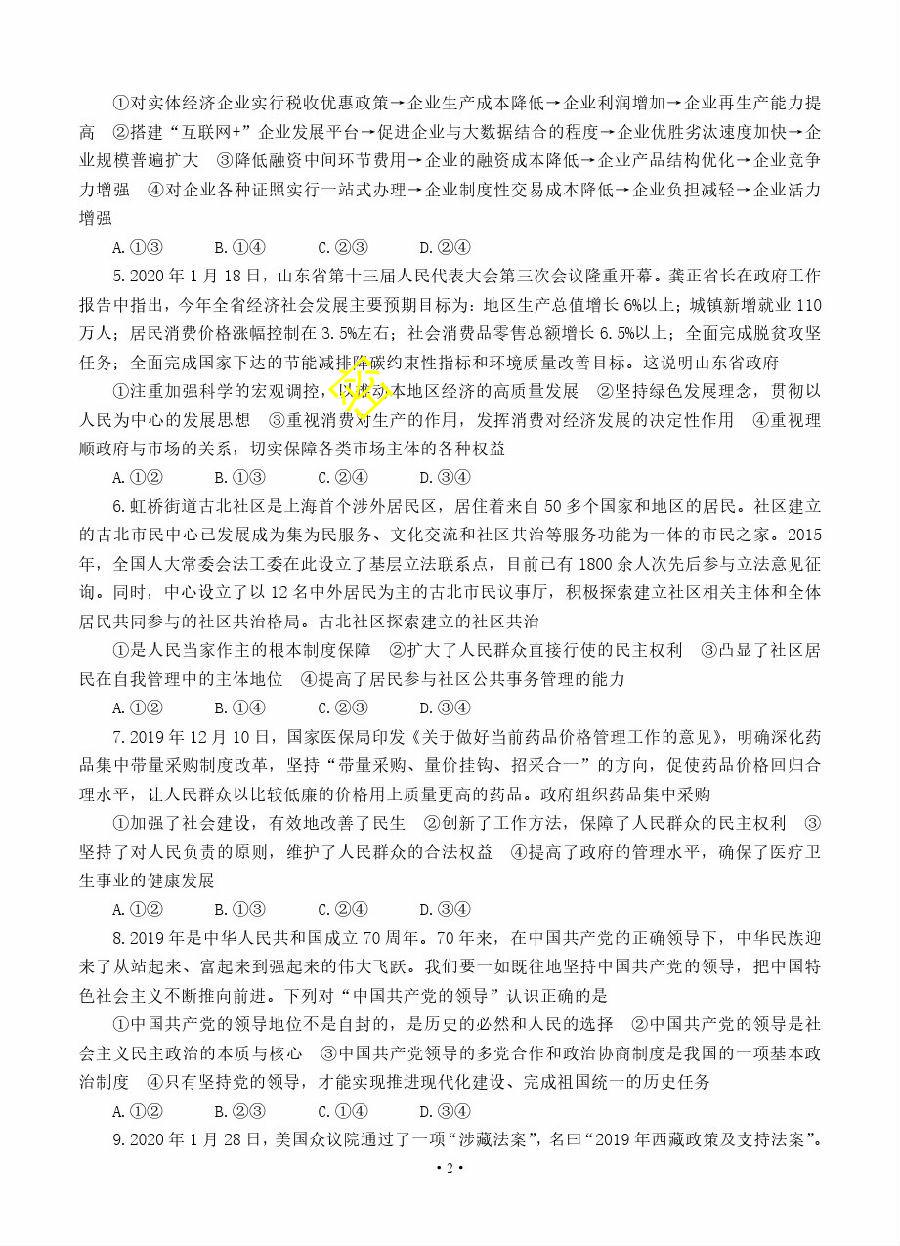 ①对实体经济企业实行税收优惠政策→企业生产成本降低→企业利润增加→企业再生产能力提
高 ②搭建“互联网+”企业发展平台→促进企业与大数据结合的程度→企业优胜劣汰速度加快→企
业规模普遍扩大 ③降低融资中间环节费用→企业的融资成本降低→企业产品结构优化→企业竞争
力增强 ④对企业各种证照实行一站式办理→企业制度性交易成本降低→企业负担减轻→企业活力
增强
A.①③ B.①④ C.②③ D.②④
5.2020 年 1 月 18 日，山东省第十三届人民代表大会第三次会议隆重开幕。龚正省长在政府工作
报告中指出，今年全省经济社会发展主要预期目标为：地区生产总值增长 6%以上；城镇新增就业 110
万人；居民消费价格涨幅控制在 3.5%左右；社会消费品零售总额增长 6.5%以上；全面完成脱贫攻坚
任务；全面完成国家下达的节能减排降碳约束性指标和环境质量改善目标。这说明山东省政府
①注重加强科学的宏观调控，以推动本地区经济的高质量发展 ②坚持绿色发展理念，贯彻以
人民为中心的发展思想 ③重视消费对生产的作用，发挥消费对经济发展的决定性作用 ④重视理
顺政府与市场的关系，切实保障各类市场主体的各种权益
A.①② B.①③ C.②④ D.③④
6.虹桥街道古北社区是上海首个涉外居民区，居住着来自 50 多个国家和地区的居民。社区建立
的古北市民中心已发展成为集为民服务、文化交流和社区共治等服务功能为一体的市民之家。2015
年，全国人大常委会法工委在此设立了基层立法联系点，目前已有 1800 余人次先后参与立法意见征
询。同时，中心设立了以 12 名中外居民为主的古北市民议事厅，积极探索建立社区相关主体和全体
居民共同参与的社区共治格局。古北社区探索建立的社区共治
①是人民当家作主的根本制度保障 ②扩大了人民群众直接行使的民主权利 ③凸显了社区居
民在自我管理中的主体地位 ④提高了居民参与社区公共事务管理的能力
A.①② B.①④ C.②③ D.③④
7.2019 年 12 月 10 日，国家医保局印发《关于做好当前药品价格管理工作的意见》，明确深化药
品集中带量采购制度改革，坚持“带量采购、量价挂钩、招采合一”的方向，促使药品价格回归合
理水平，让人民群众以比较低廉的价格用上质量更高的药品。政府组织药品集中采购
①加强了社会建设，有效地改善了民生 ②创新了工作方法，保障了人民群众的民主权利 ③
坚持了对人民负责的原则，维护了人民群众的合法权益 ④提高了政府的管理水平，确保了医疗卫
生事业的健康发展
A.①② B.①③ C.②④ D.③④
8.2019 年是中华人民共和国成立 70 周年。70 年来，在中国共产党的正确领导下，中华民族迎
来了从站起来、富起来到强起来的伟大飞跃。我们要一如既往地坚持中国共产党的领导，把中国特
色社会主义不断推向前进。下列对“中国共产党的领导”认识正确的是
①中国共产党的领导地位不是自封的，是历史的必然和人民的选择 ②中国共产党的领导是社
会主义民主政治的本质与核心 ③中国共产党领导的多党合作和政治协商制度是我国的一项基本政
治制度 ④只有坚持党的领导，才能实现推进现代化建设、完成祖国统一的历史任务
A.①② B.②③ C.①④ D.③④
9.2020 年 1 月 28 日，美国众议院通过了一项“涉藏法案”，名曰“2019 年西藏政策及支持法案”。
·2·